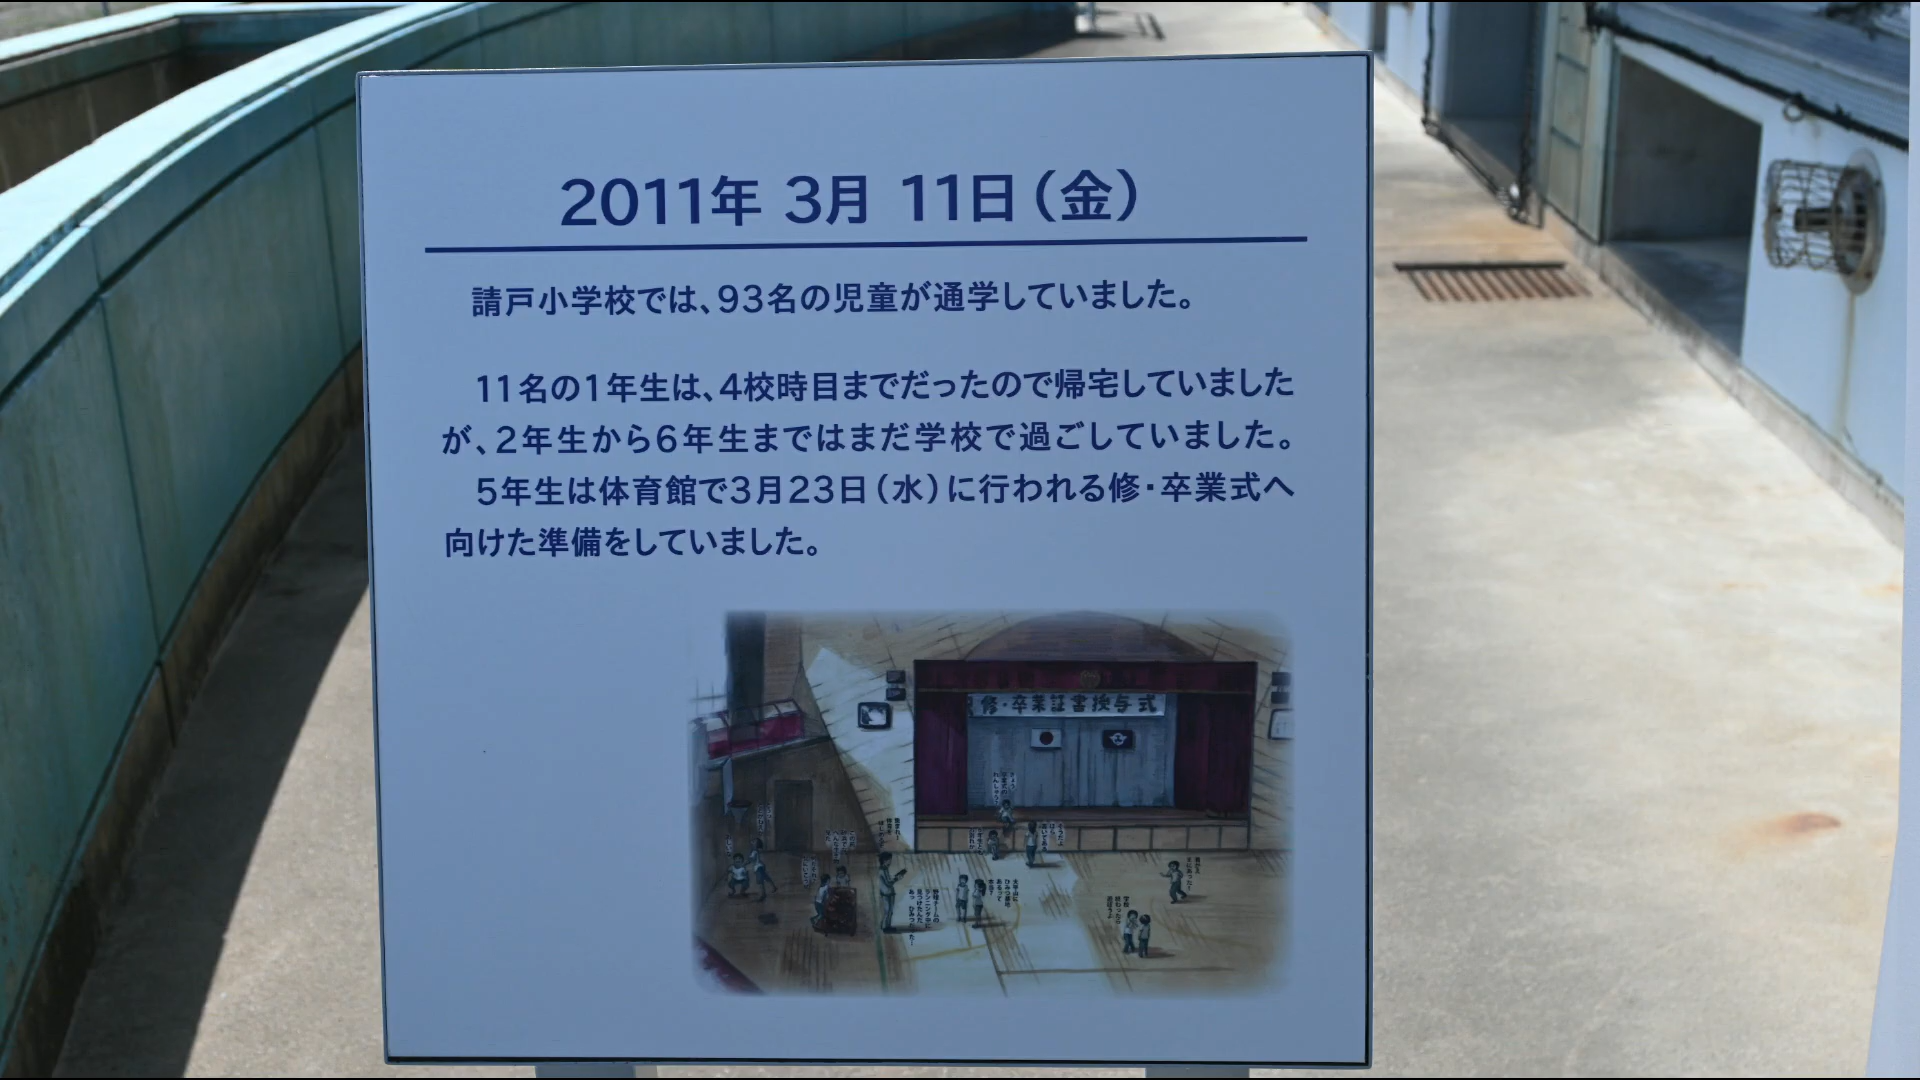 2011年 3月 11日（金）
請戸小学校では、93名の児童が通学していました。
11名の1年生は、4校時目までだったので帰宅していました
が、2年生から6年生まではまだ学校で過ごしていました。
5年生は体育館で3月23日（水）に行われる修・卒業式へ
向けた準備をしていました。
修・卒業証書授与式